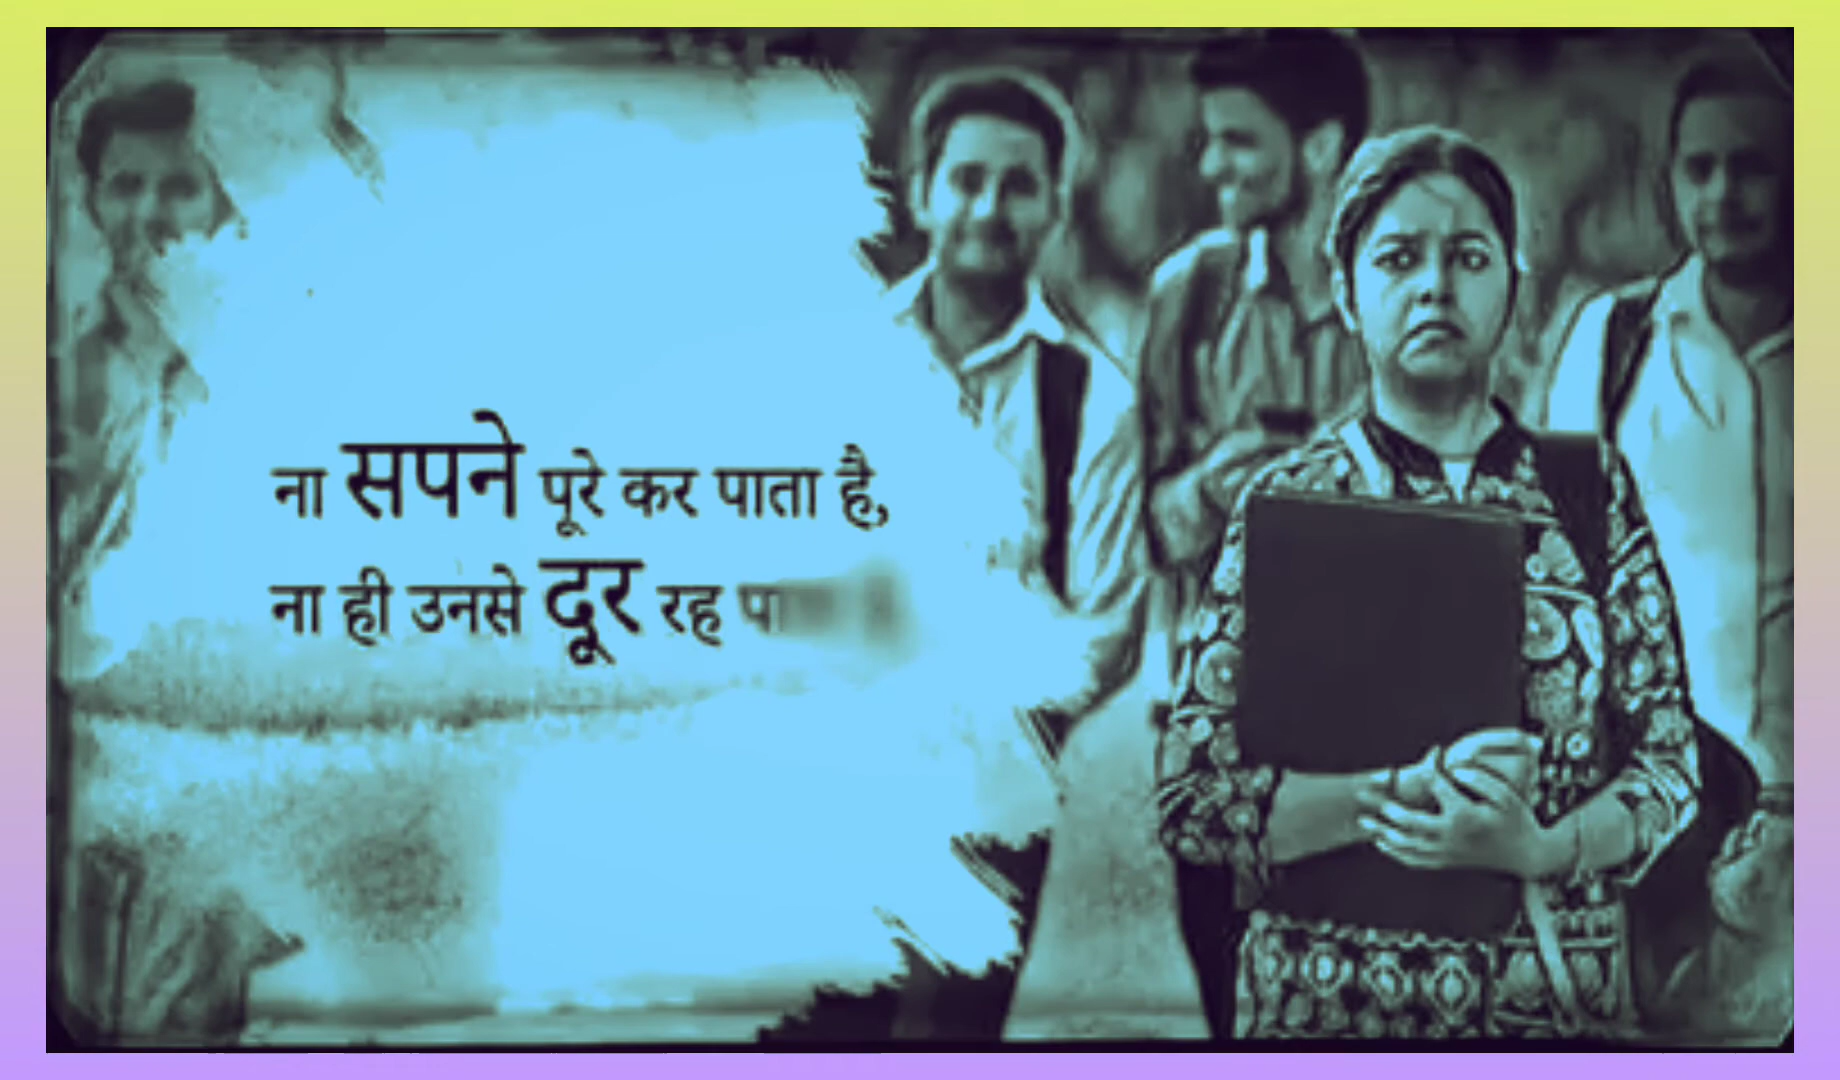 ना सपने पूरे कर पाता है,
ना ही उनसे दूर रह